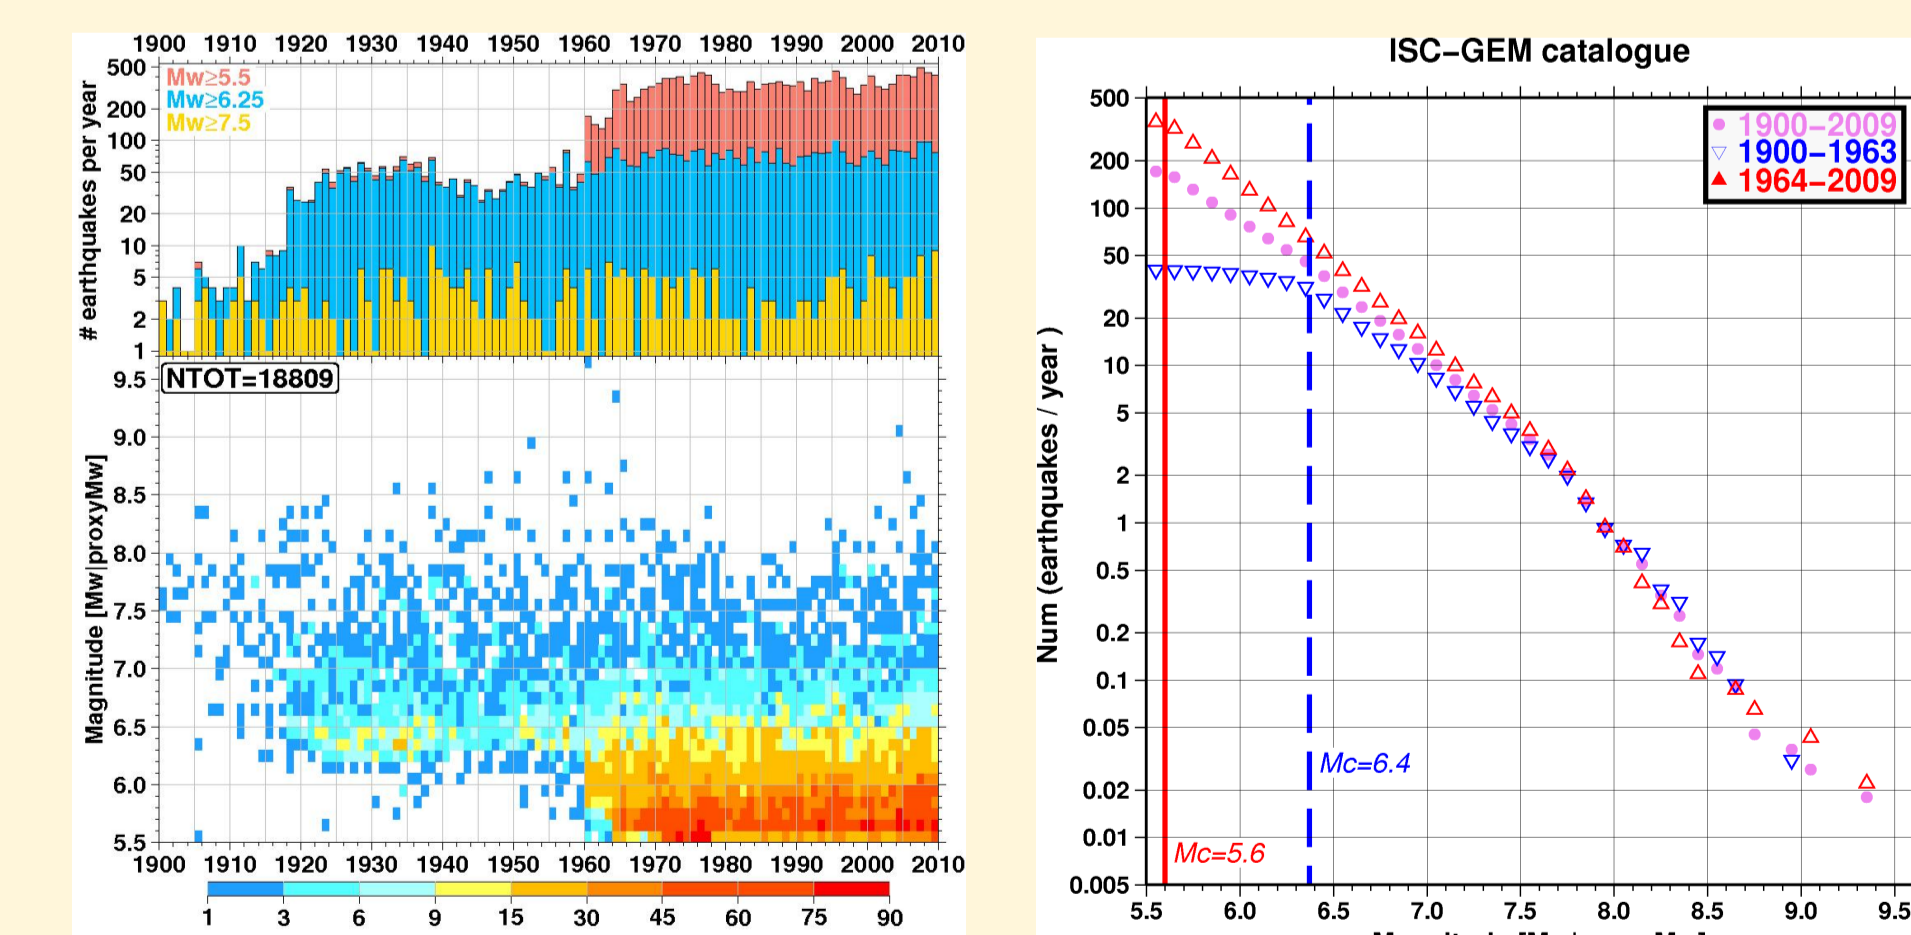 1900 1910 1920 1930 1940 1950 1960 1970 1980 1990 2000 2010
# earthquakes per year
500
200
100
50
20
10
5
2
1
Mw≥5.5
Mw≥6.25
Mw≥7.5
NTOT=18809
Magnitude [Mw|proxyMw]
9.5
9.0
8.5
8.0
7.5
7.0
6.5
6.0
5.5
1900 1910 1920 1930 1940 1950 1960 1970 1980 1990 2000 2010
1 3 6 9 15 30 45 60 75 90
ISC–GEM catalogue
Num (earthquakes / year )
500
200
100
50
20
10
5
2
1
0.5
0.2
0.1
0.05
0.02
0.01
0.005
1900–2009
1900–1963
1964–2009
Mc=6.4
Mc=5.6
5.5 6.0 6.5 7.0 7.5 8.0 8.5 9.0 9.5